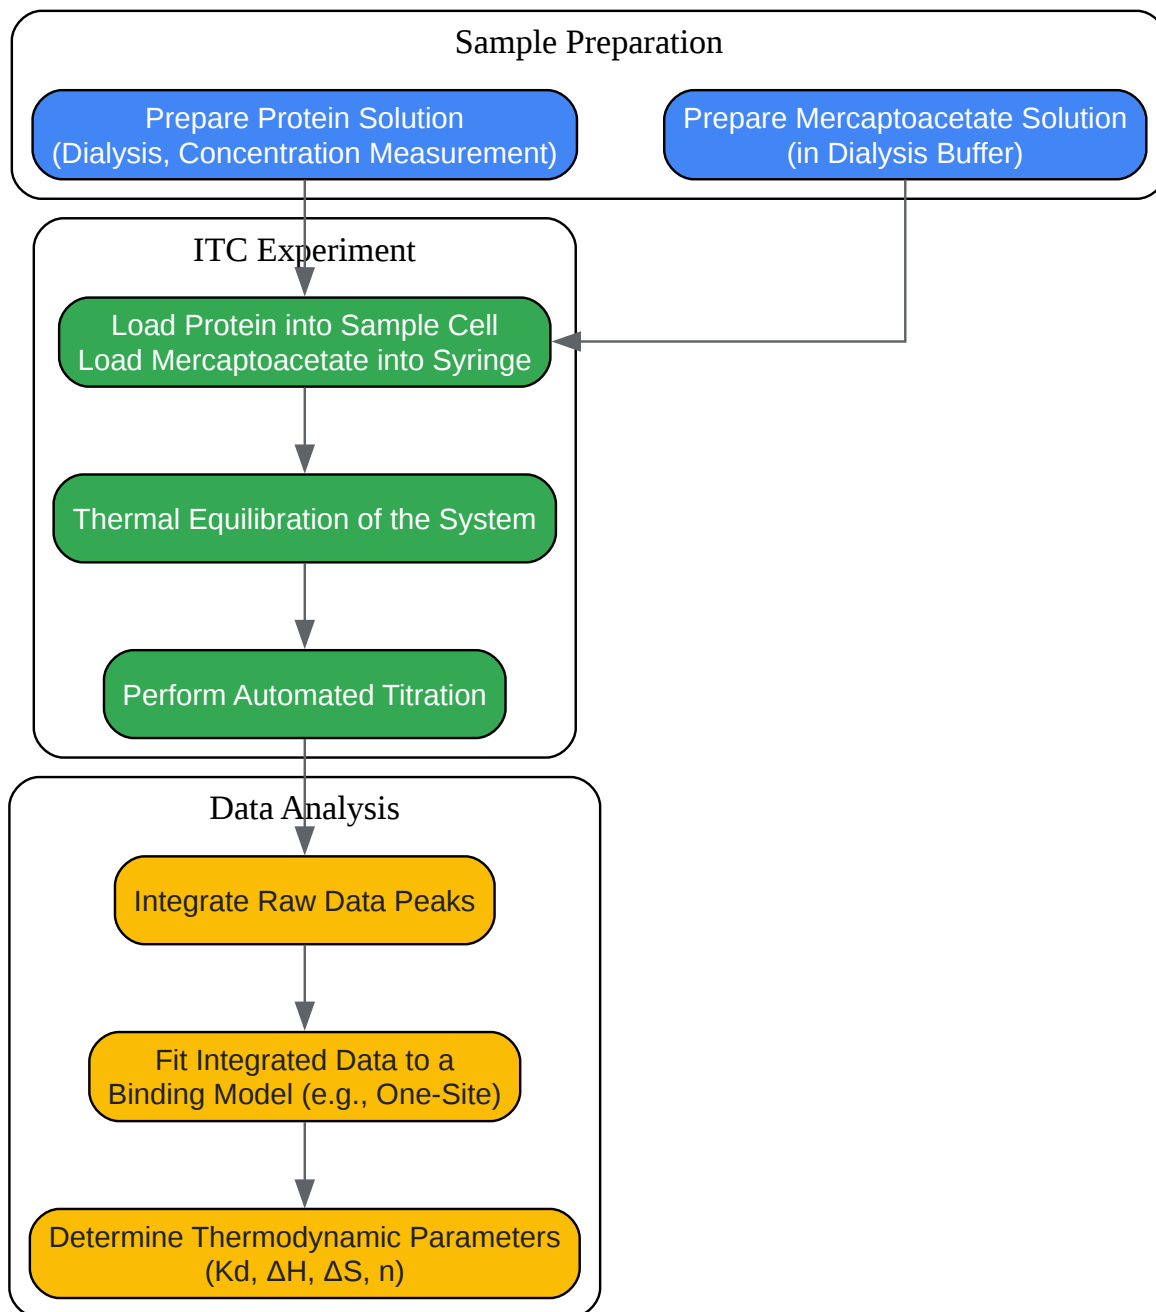 Sample Preparation
Prepare Protein Solution
(Dialysis, Concentration Measurement)
Prepare Mercaptoacetate Solution
(in Dialysis Buffer)
ITC Experiment
Load Protein into Sample Cell
Load Mercaptoacetate into Syringe
Thermal Equilibration of the System
Perform Automated Titration
Data Analysis
Integrate Raw Data Peaks
Fit Integrated Data to a
Binding Model (e.g., One-Site)
Determine Thermodynamic Parameters
(Kd, ΔH, ΔS, n)